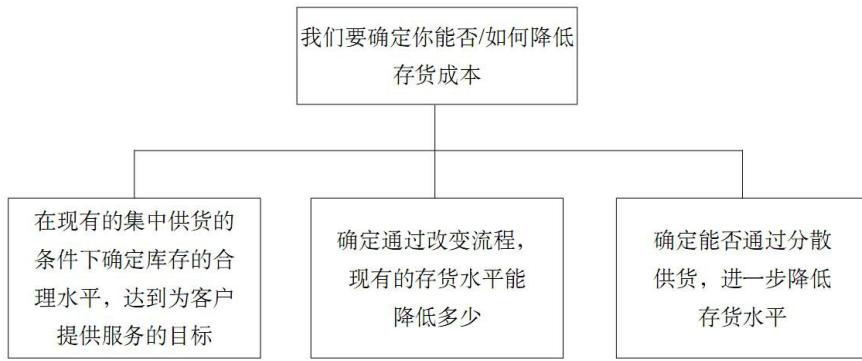 我们要确定你能否/如何降低
存货成本
在现有的集中供货的
条件下确定库存的合
理水平，达到为客户
提供服务的目标
确定通过改变流程，
现有的存货水平能
降低多少
确定能否通过分散
供货，进一步降低
存货水平